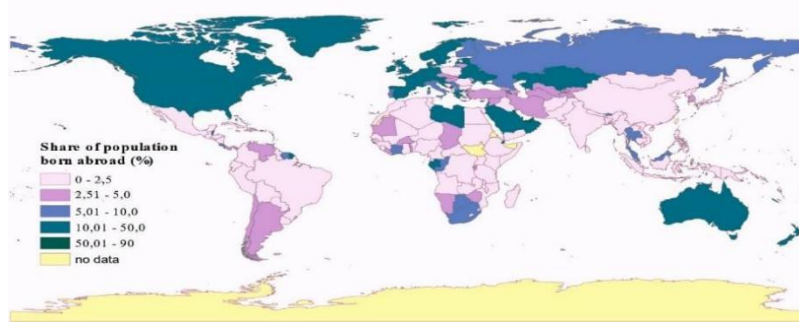 Share of population
born abroad (%)
0 - 2,5
2,51 - 5,0
5,01 - 10,0
10,01 - 50,0
50,01 - 90
no data